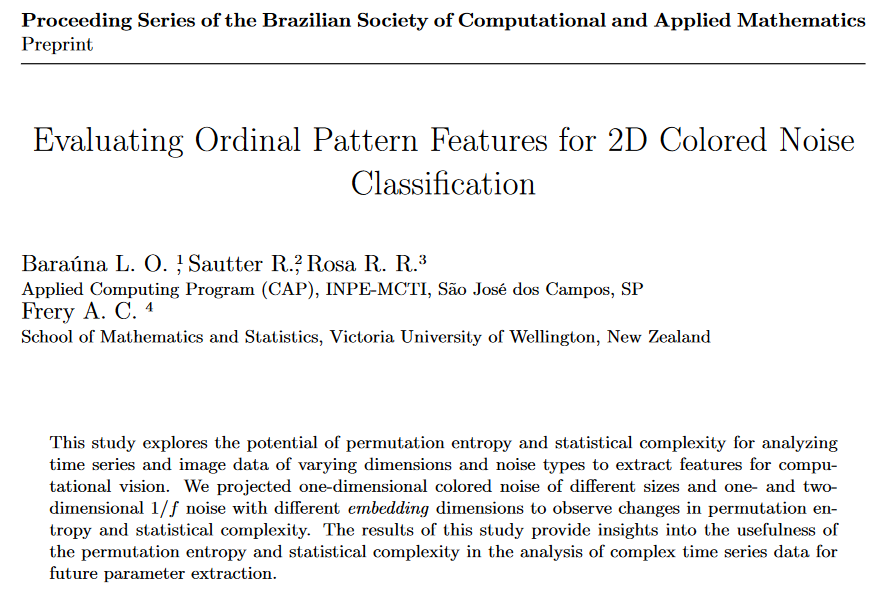 Proceeding Series of the Brazilian Society of Computational and Applied Mathematics
Preprint
Evaluating Ordinal Pattern Features for 2D Colored Noise
Classification
Baraúna L. O. ¹, Sautter R.², Rosa R. R.³
Applied Computing Program (CAP), INPE-MCTI, São José dos Campos, SP
Frery A. C. ⁴
School of Mathematics and Statistics, Victoria University of Wellington, New Zealand
This study explores the potential of permutation entropy and statistical complexity for analyzing
time series and image data of varying dimensions and noise types to extract features for compu-
tational vision. We projected one-dimensional colored noise of different sizes and one- and two-
dimensional 1/f noise with different embedding dimensions to observe changes in permutation en-
tropy and statistical complexity. The results of this study provide insights into the usefulness of
the permutation entropy and statistical complexity in the analysis of complex time series data for
future parameter extraction.